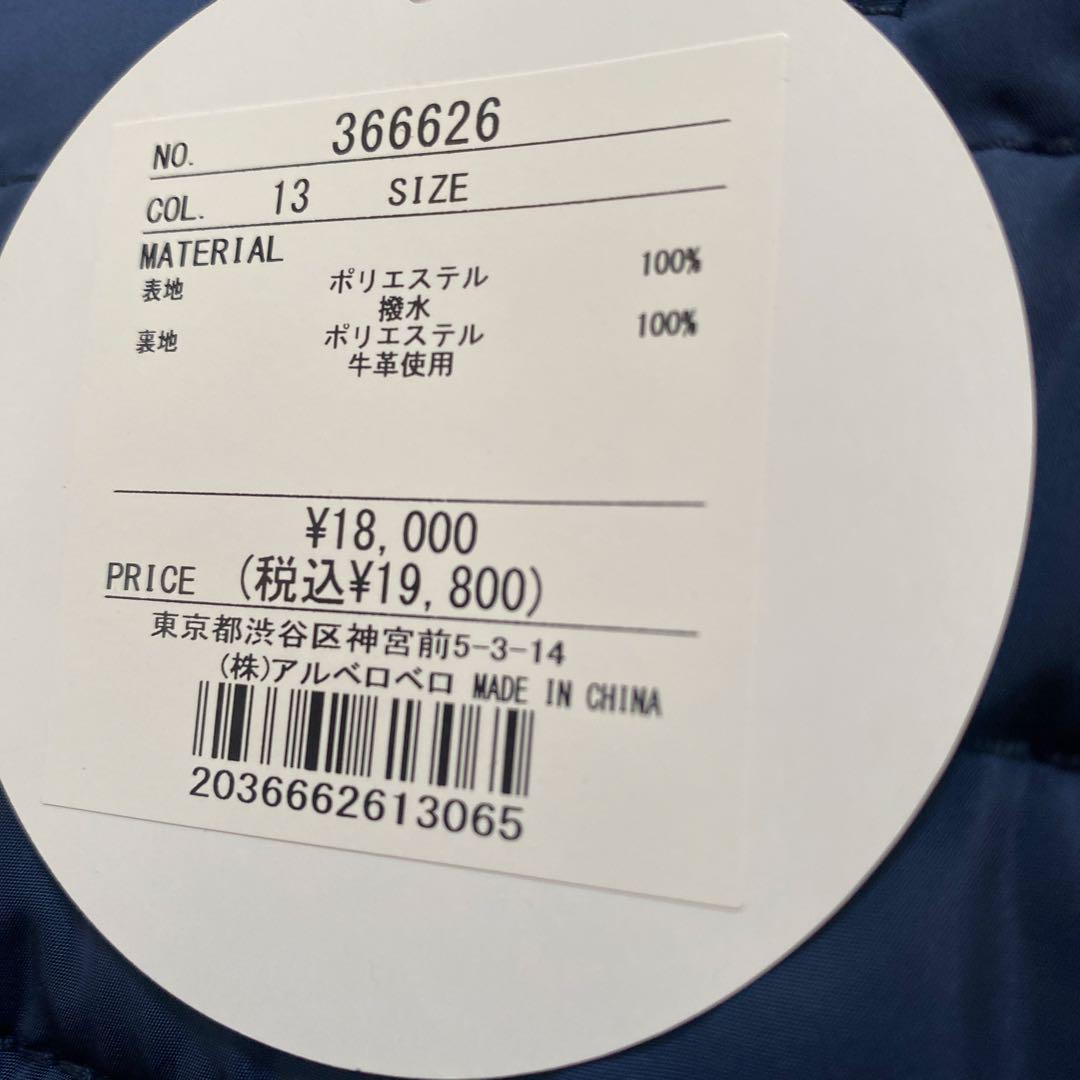 NO. 366626
COL. 13 SIZE
MATERIAL
表地 ポリエステル 100%
撥水
裏地 ポリエステル 100%
牛革使用
¥18,000
PRICE (税込¥19,800)
東京都渋谷区神宮前5-3-14
(株)アルベロベロ MADE IN CHINA
2036662613065